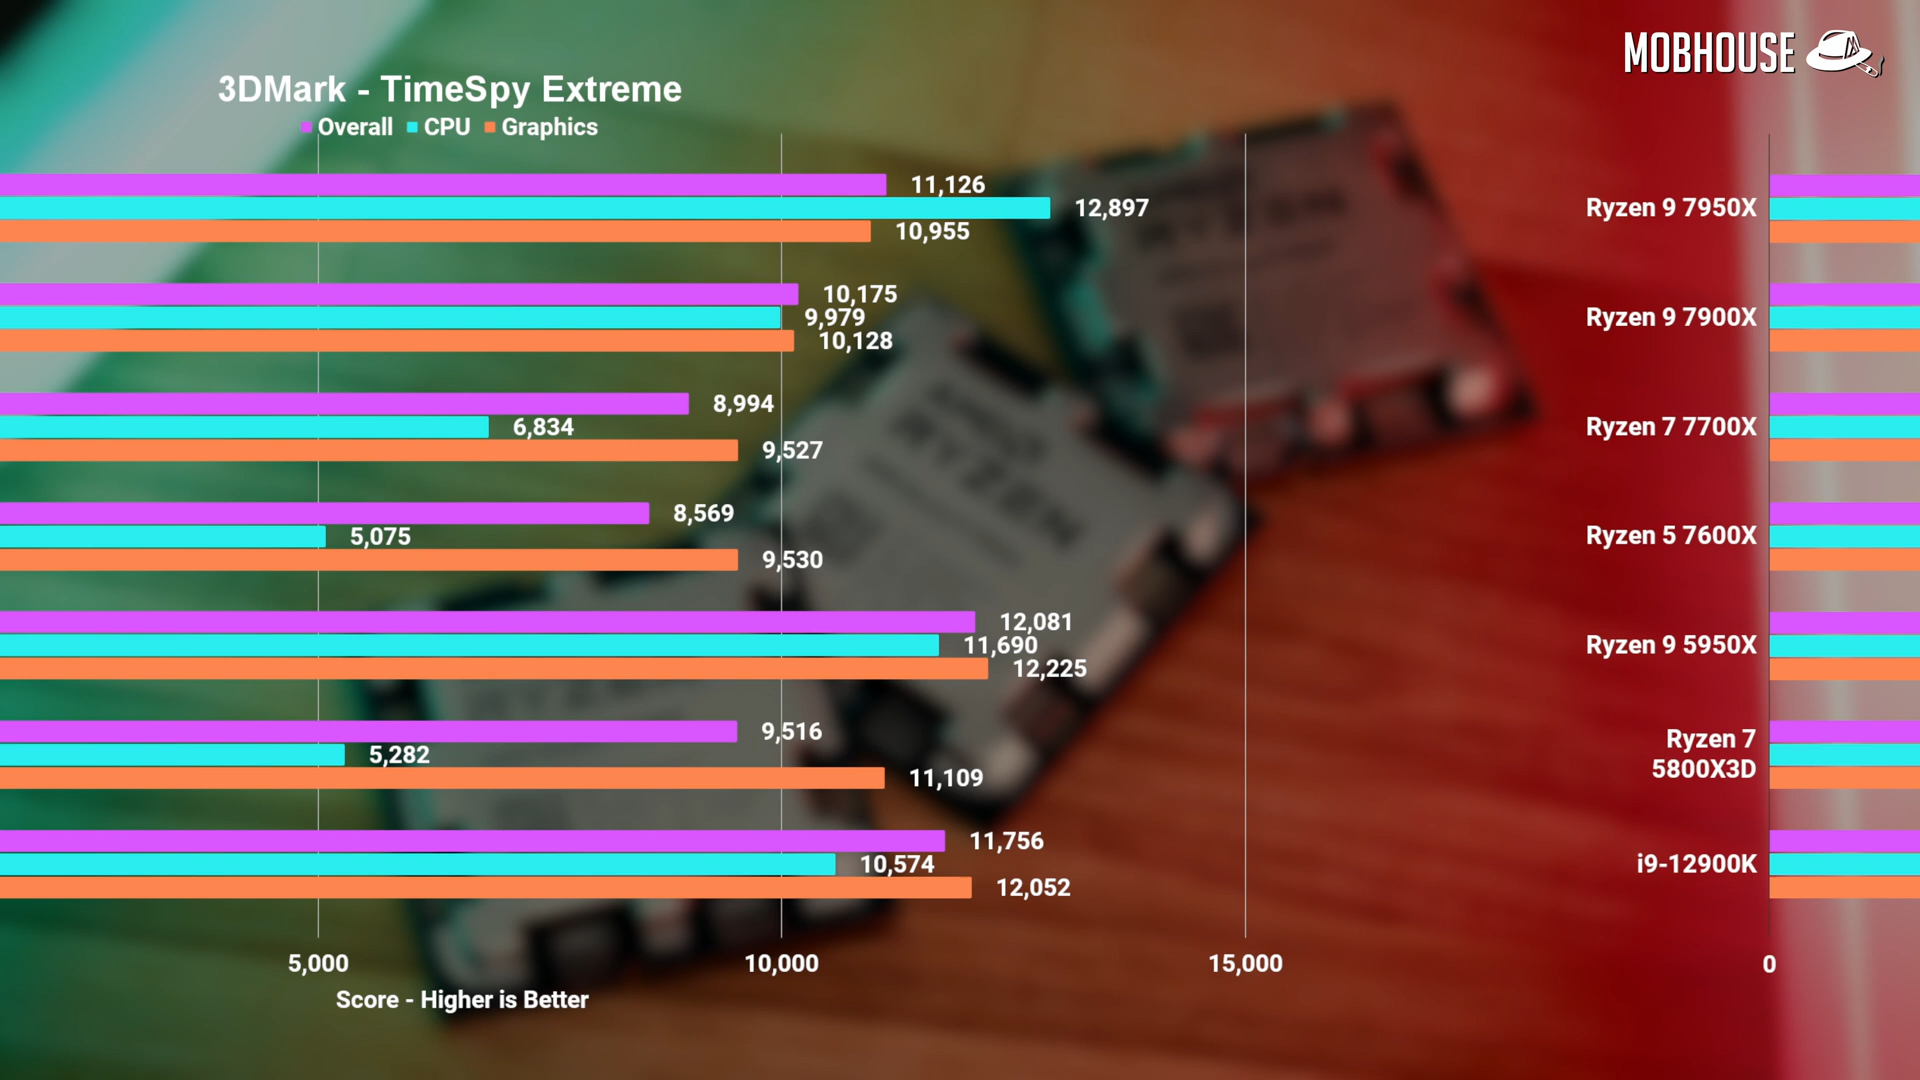 MOBHOUSE
3DMark - TimeSpy Extreme
Overall CPU Graphics
11,126
12,897
10,955
10,175
9,979
10,128
8,994
6,834
9,527
8,569
5,075
9,530
12,081
11,690
12,225
9,516
5,282
11,109
11,756
10,574
12,052
5,000 10,000 15,000
Score - Higher is Better
Ryzen 9 7950X
Ryzen 9 7900X
Ryzen 7 7700X
Ryzen 5 7600X
Ryzen 9 5950X
Ryzen 7
5800X3D
i9-12900K
0
RYZEN
RYZEN
RYZEN